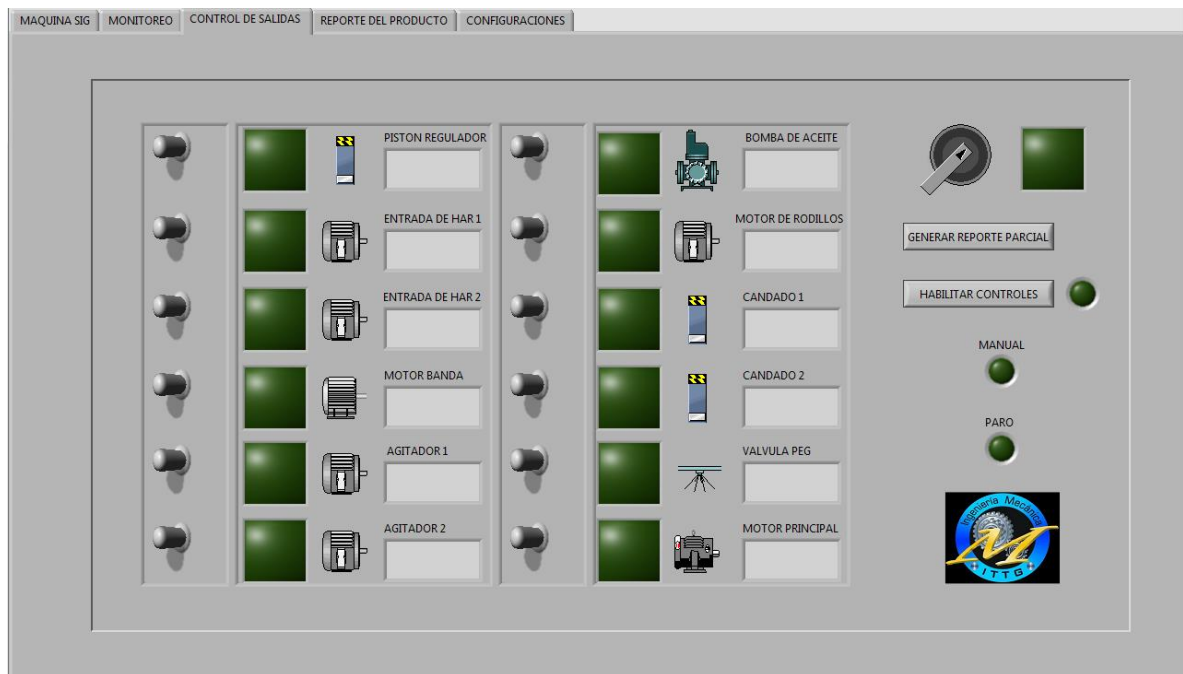 MAQUINA SIG MONITOREO CONTROL DE SALIDAS REPORTE DEL PRODUCTO CONFIGURACIONES
PISTON REGULADOR
ENTRADA DE HAR 1
ENTRADA DE HAR 2
MOTOR BANDA
AGITADOR 1
AGITADOR 2
BOMBA DE ACEITE
MOTOR DE RODILLOS
CANDADO 1
CANDADO 2
VALVULA PEG
MOTOR PRINCIPAL
GENERAR REPORTE PARCIAL
HABILITAR CONTROLES
MANUAL
PARO
Ingeniería Mecánica
M
ITTG